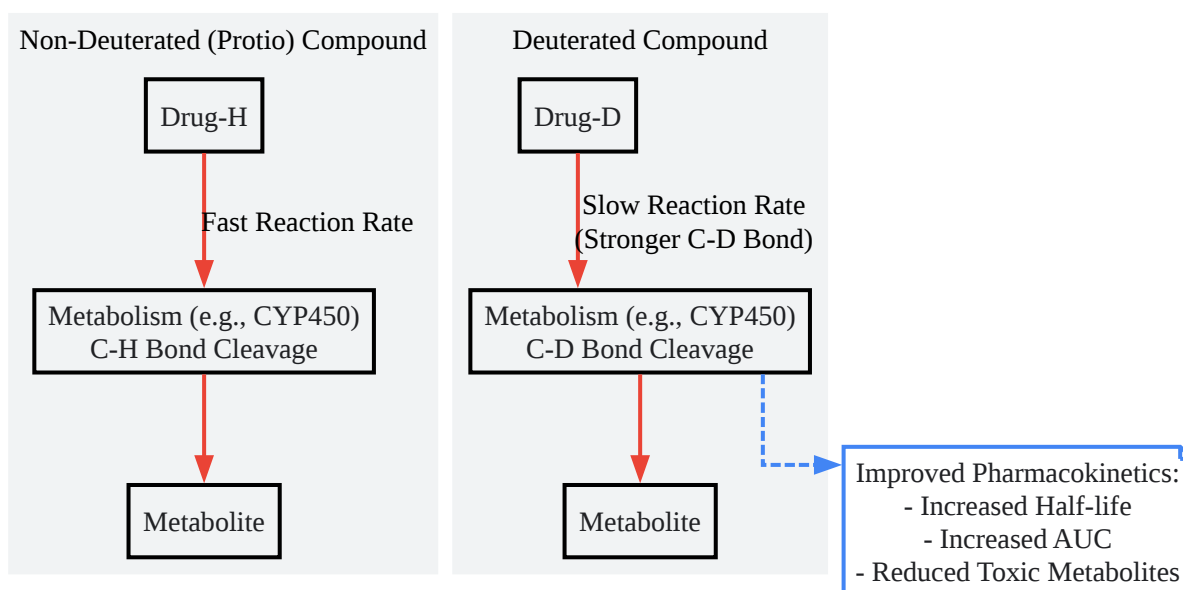 Non-Deuterated (Protio) Compound
Drug-H
Fast Reaction Rate
Metabolism (e.g., CYP450)
C-H Bond Cleavage
Metabolite
Deuterated Compound
Drug-D
Slow Reaction Rate
(Stronger C-D Bond)
Metabolism (e.g., CYP450)
C-D Bond Cleavage
Metabolite
Improved Pharmacokinetics:
- Increased Half-life
- Increased AUC
- Reduced Toxic Metabolites